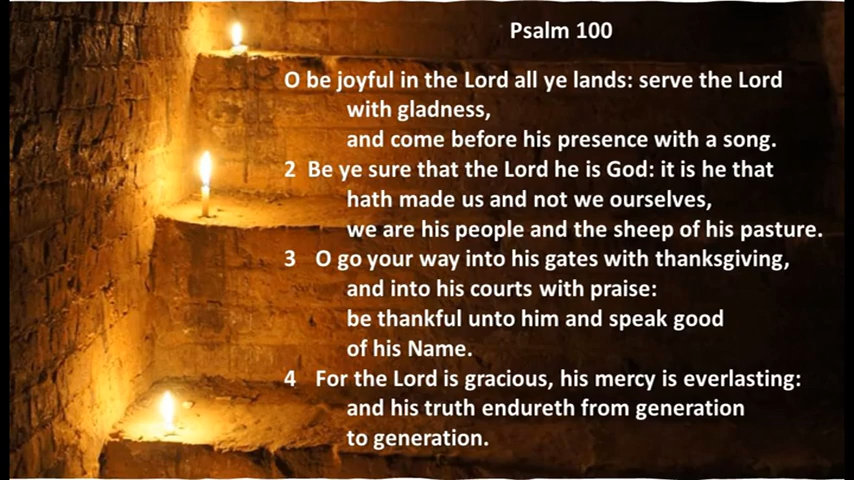 Psalm 100
O be joyful in the Lord all ye lands: serve the Lord
with gladness,
and come before his presence with a song.
2 Be ye sure that the Lord he is God: it is he that
hath made us and not we ourselves,
we are his people and the sheep of his pasture.
3 O go your way into his gates with thanksgiving,
and into his courts with praise:
be thankful unto him and speak good
of his Name.
4 For the Lord is gracious, his mercy is everlasting:
and his truth endureth from generation
to generation.